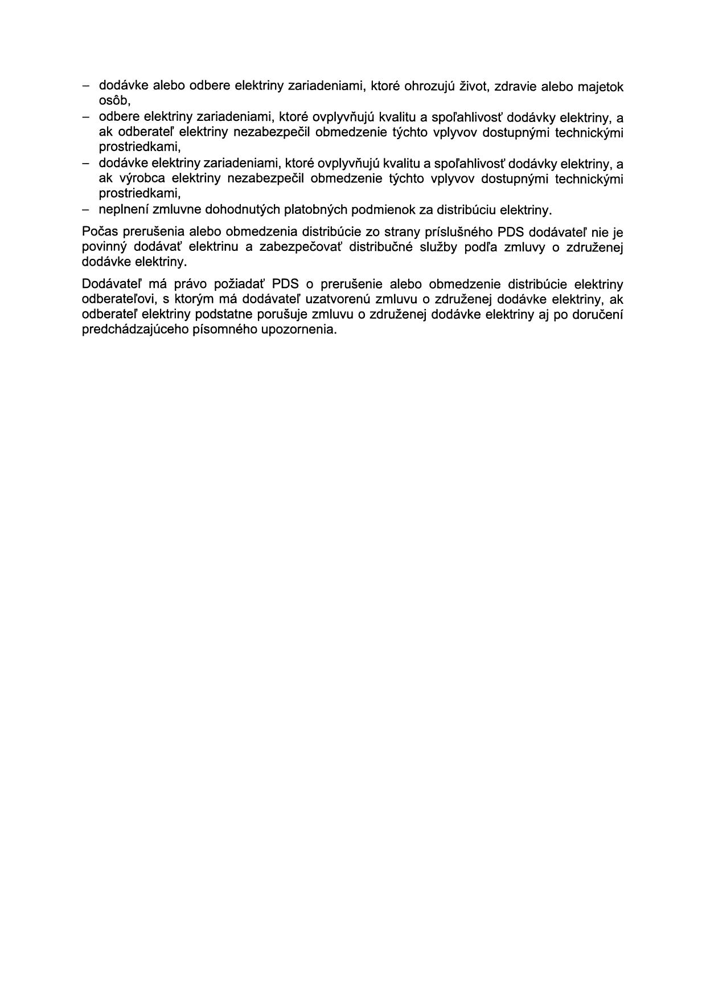 – dodávke alebo odbere elektriny zariadeniami, ktoré ohrozujú život, zdravie alebo majetok
osôb,
– odbere elektriny zariadeniami, ktoré ovplyvňujú kvalitu a spoľahlivosť dodávky elektriny, a
ak odberateľ elektriny nezabezpečil obmedzenie týchto vplyvov dostupnými technickými
prostriedkami,
– dodávke elektriny zariadeniami, ktoré ovplyvňujú kvalitu a spoľahlivosť dodávky elektriny, a
ak výrobca elektriny nezabezpečil obmedzenie týchto vplyvov dostupnými technickými
prostriedkami,
– neplnení zmluvne dohodnutých platobných podmienok za distribúciu elektriny.
Počas prerušenia alebo obmedzenia distribúcie zo strany príslušného PDS dodávateľ nie je
povinný dodávať elektrinu a zabezpečovať distribučné služby podľa zmluvy o združenej
dodávke elektriny.
Dodávateľ má právo požiadať PDS o prerušenie alebo obmedzenie distribúcie elektriny
odberateľovi, s ktorým má dodávateľ uzatvorenú zmluvu o združenej dodávke elektriny, ak
odberateľ elektriny podstatne porušuje zmluvu o združenej dodávke elektriny aj po doručení
predchádzajúceho písomného upozornenia.